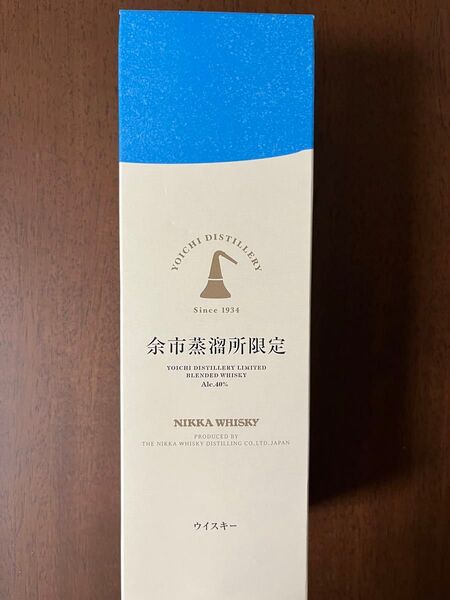 YOICHI DISTILLERY
Since 1934
余市蒸溜所限定
YOICHI DISTILLERY LIMITED
BLENDED WHISKY
Alc.40%
NIKKA WHISKY
PRODUCED BY
THE NIKKA WHISKY DISTILLING CO.,LTD.JAPAN
ウイスキー